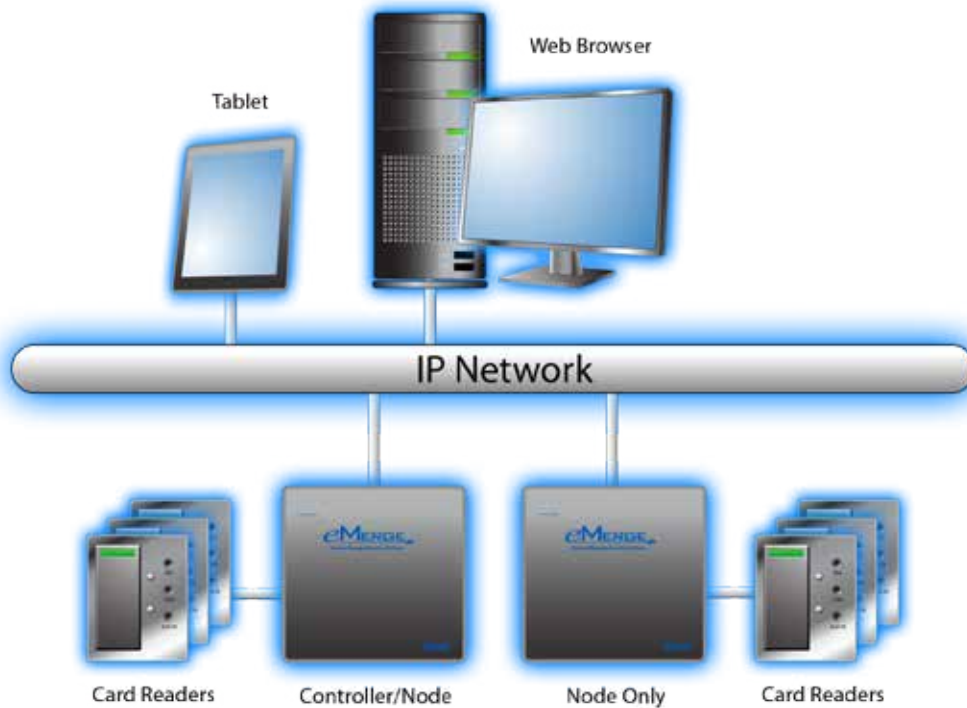 Web Browser
Tablet
IP Network
eMERGE
eMERGE
Card Readers
Controller/Node
Node Only
Card Readers